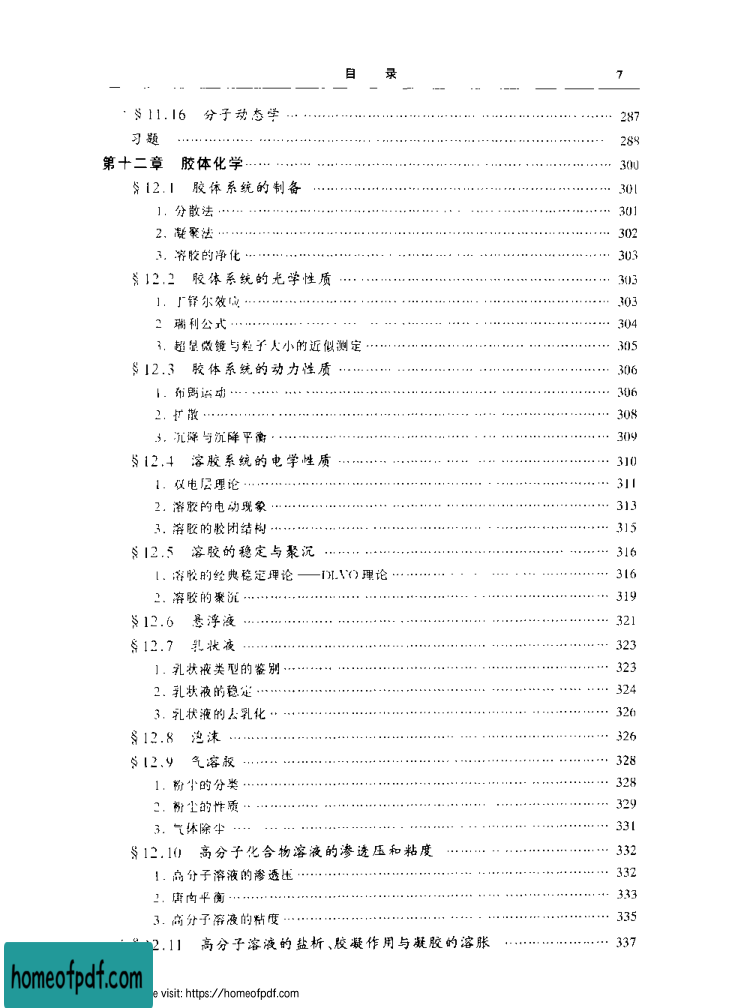 目 录 7
§11.16 分子动态学 287
习题 288
第十二章 胶体化学 300
§12.1 胶体系统的制备 301
1. 分散法 301
2. 凝聚法 302
3. 溶胶的净化 303
§12.2 胶体系统的光学性质 303
1. 丁铎尔效应 303
2 瑞利公式 304
3. 超显微镜与粒子大小的近似测定 305
§12.3 胶体系统的动力性质 306
1. 布朗运动 306
2. 扩散 308
3. 沉降与沉降平衡 309
§12.4 溶胶系统的电学性质 310
1. 双电层理论 311
2. 溶胶的电动现象 313
3. 溶胶的胶团结构 315
§12.5 溶胶的稳定与聚沉 316
1. 溶胶的经典稳定理论——DLVO理论 316
2. 溶胶的聚沉 319
§12.6 悬浮液 321
§12.7 乳状液 323
1. 乳状液类型的鉴别 323
2. 乳状液的稳定 324
3. 乳状液的去乳化 326
§12.8 泡沫 326
§12.9 气溶胶 328
1. 粉尘的分类 328
2. 粉尘的性质 329
3. 气体除尘 331
§12.10 高分子化合物溶液的渗透压和粘度 332
1. 高分子溶液的渗透压 332
2. 唐南平衡 333
3. 高分子溶液的粘度 335
2.11 高分子溶液的盐析、胶凝作用与凝胶的溶胀 337
homeofpdf.com
e visit: https://homeofpdf.com